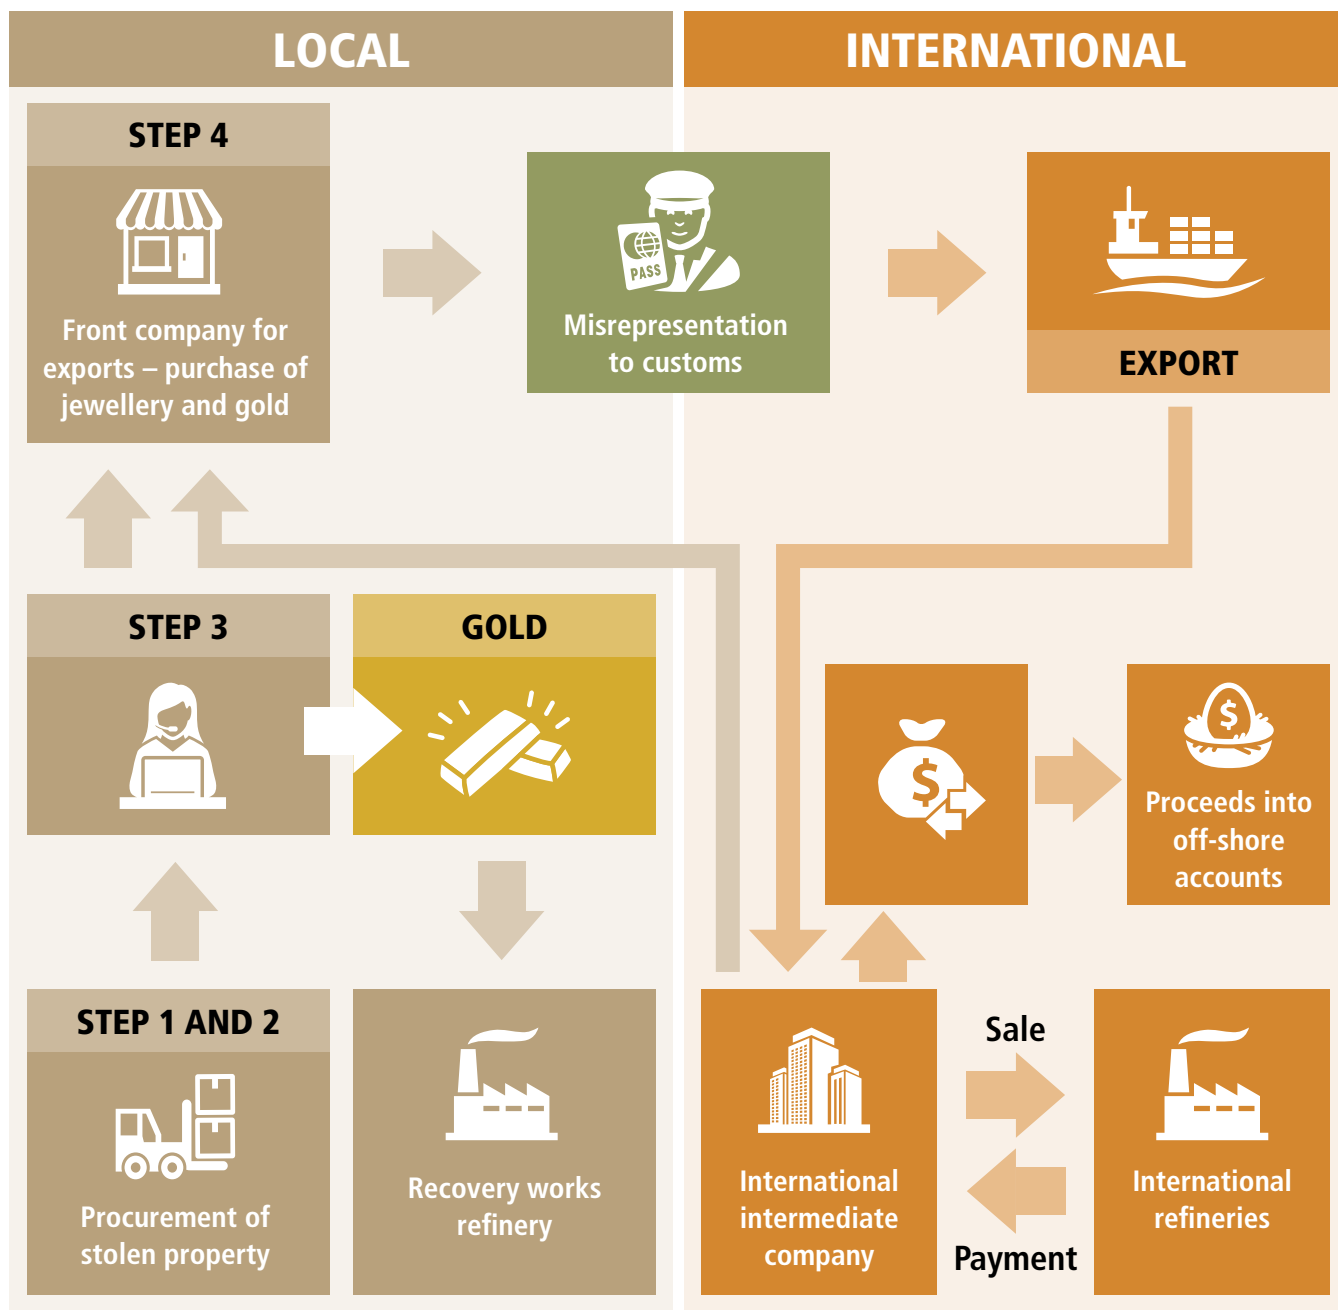 LOCAL
INTERNATIONAL
STEP 4
Front company for
exports – purchase of
jewellery and gold
PASS
Misrepresentation
to customs
EXPORT
STEP 3
GOLD
$
$
Proceeds into
off-shore
accounts
STEP 1 AND 2
Procurement of
stolen property
Recovery works
refinery
International
intermediate
company
Sale
Payment
International
refineries